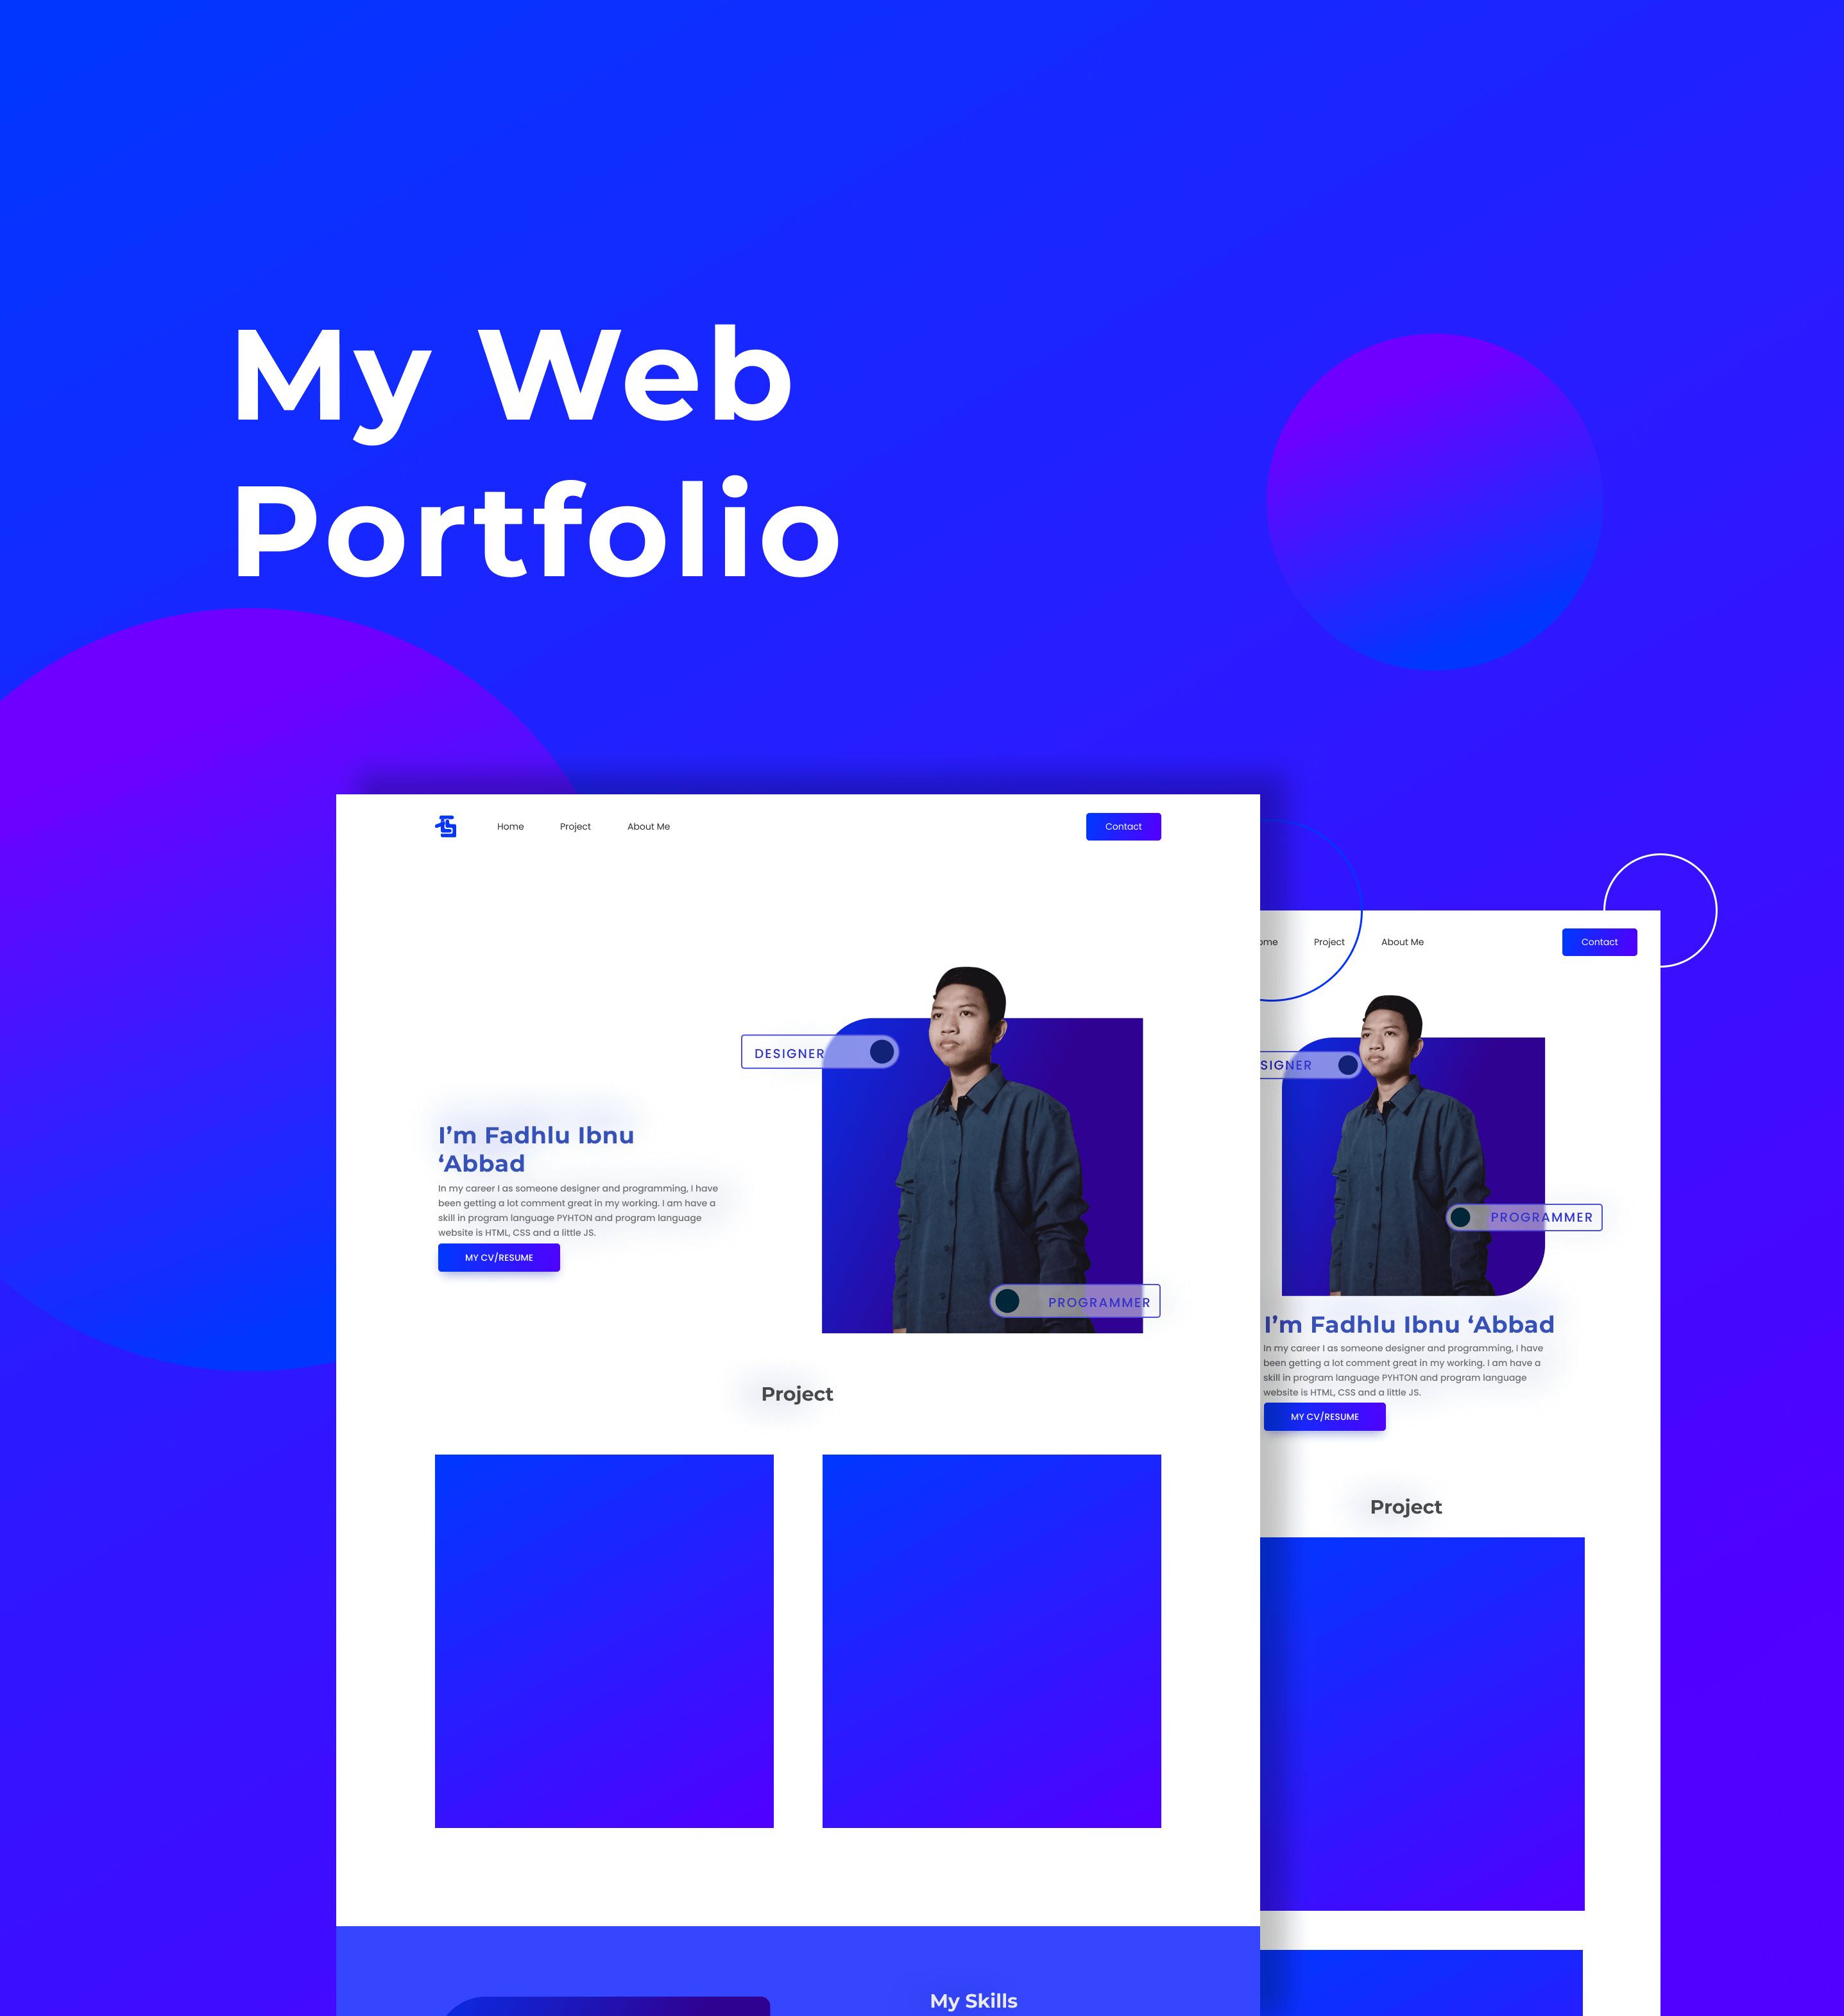 My Web
Portfolio
Home
Project
About Me
Contact
DESIGNER
I’m Fadhlu Ibnu
‘Abbad
In my career I as someone designer and programming, I have
been getting a lot comment great in my working. I am have a
skill in program language PYHTON and program language
website is HTML, CSS and a little JS.
MY CV/RESUME
PROGRAMMER
Project
My Skills
ome
Project
About Me
Contact
SIGNER
PROGRAMMER
I’m Fadhlu Ibnu ‘Abbad
In my career I as someone designer and programming, I have
been getting a lot comment great in my working. I am have a
skill in program language PYHTON and program language
website is HTML, CSS and a little JS.
MY CV/RESUME
Project